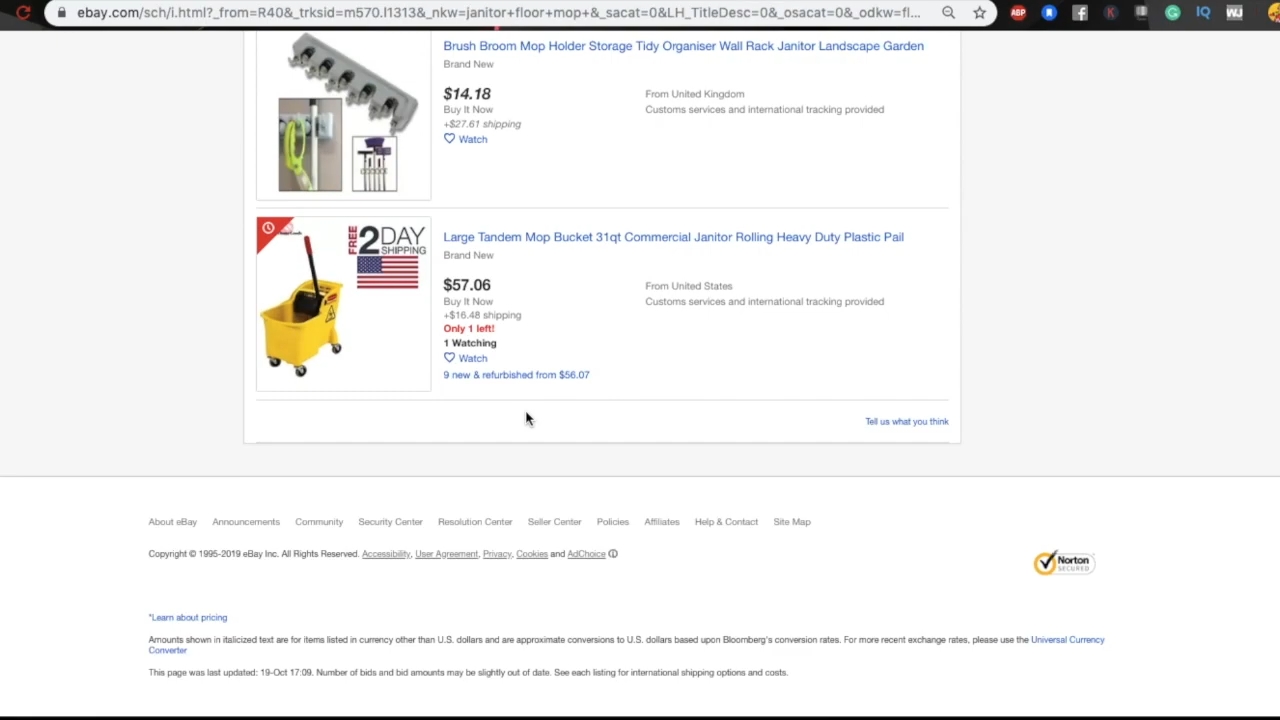 ebay.com/sch/i.html?_from=R40&_trksid=m570.l1313&_nkw=janitor+floor+mop+&_sacat=0&LH_TitleDesc=0&_osacat=0&_odkw=fl...
ABP
K
IQ
WJ
Brush Broom Mop Holder Storage Tidy Organiser Wall Rack Janitor Landscape Garden
Brand New
$14.18
From United Kingdom
Buy It Now
Customs services and international tracking provided
+$27.61 shipping
Watch
FREE 2DAY SHIPPING
Large Tandem Mop Bucket 31qt Commercial Janitor Rolling Heavy Duty Plastic Pail
Brand New
$57.06
From United States
Buy It Now
Customs services and international tracking provided
+$16.48 shipping
Only 1 left!
1 Watching
Watch
9 new & refurbished from $56.07
Tell us what you think
About eBay Announcements Community Security Center Resolution Center Seller Center Policies Affiliates Help & Contact Site Map
Copyright © 1995-2019 eBay Inc. All Rights Reserved. Accessibility, User Agreement, Privacy, Cookies and AdChoice
Norton
SECURED
*Learn about pricing
Amounts shown in italicized text are for items listed in currency other than U.S. dollars and are approximate conversions to U.S. dollars based upon Bloomberg's conversion rates. For more recent exchange rates, please use the Universal Currency
Converter
This page was last updated: 19-Oct 17:09. Number of bids and bid amounts may be slightly out of date. See each listing for international shipping options and costs.